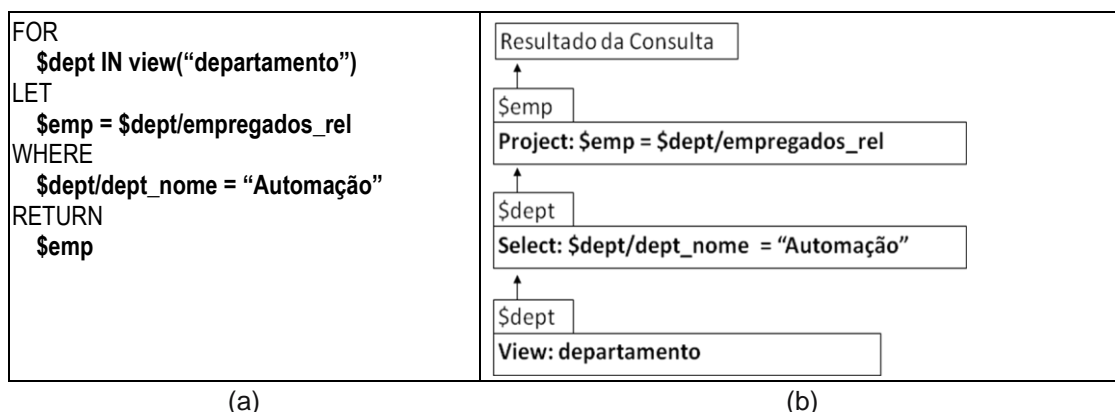 FOR
$dept IN view(“departamento”)
LET
$emp = $dept/empregados_rel
WHERE
$dept/dept_nome = “Automação”
RETURN
$emp
Resultado da Consulta
$emp
Project: $emp = $dept/empregados_rel
$dept
Select: $dept/dept_nome = “Automação”
$dept
View: departamento
(a)
(b)